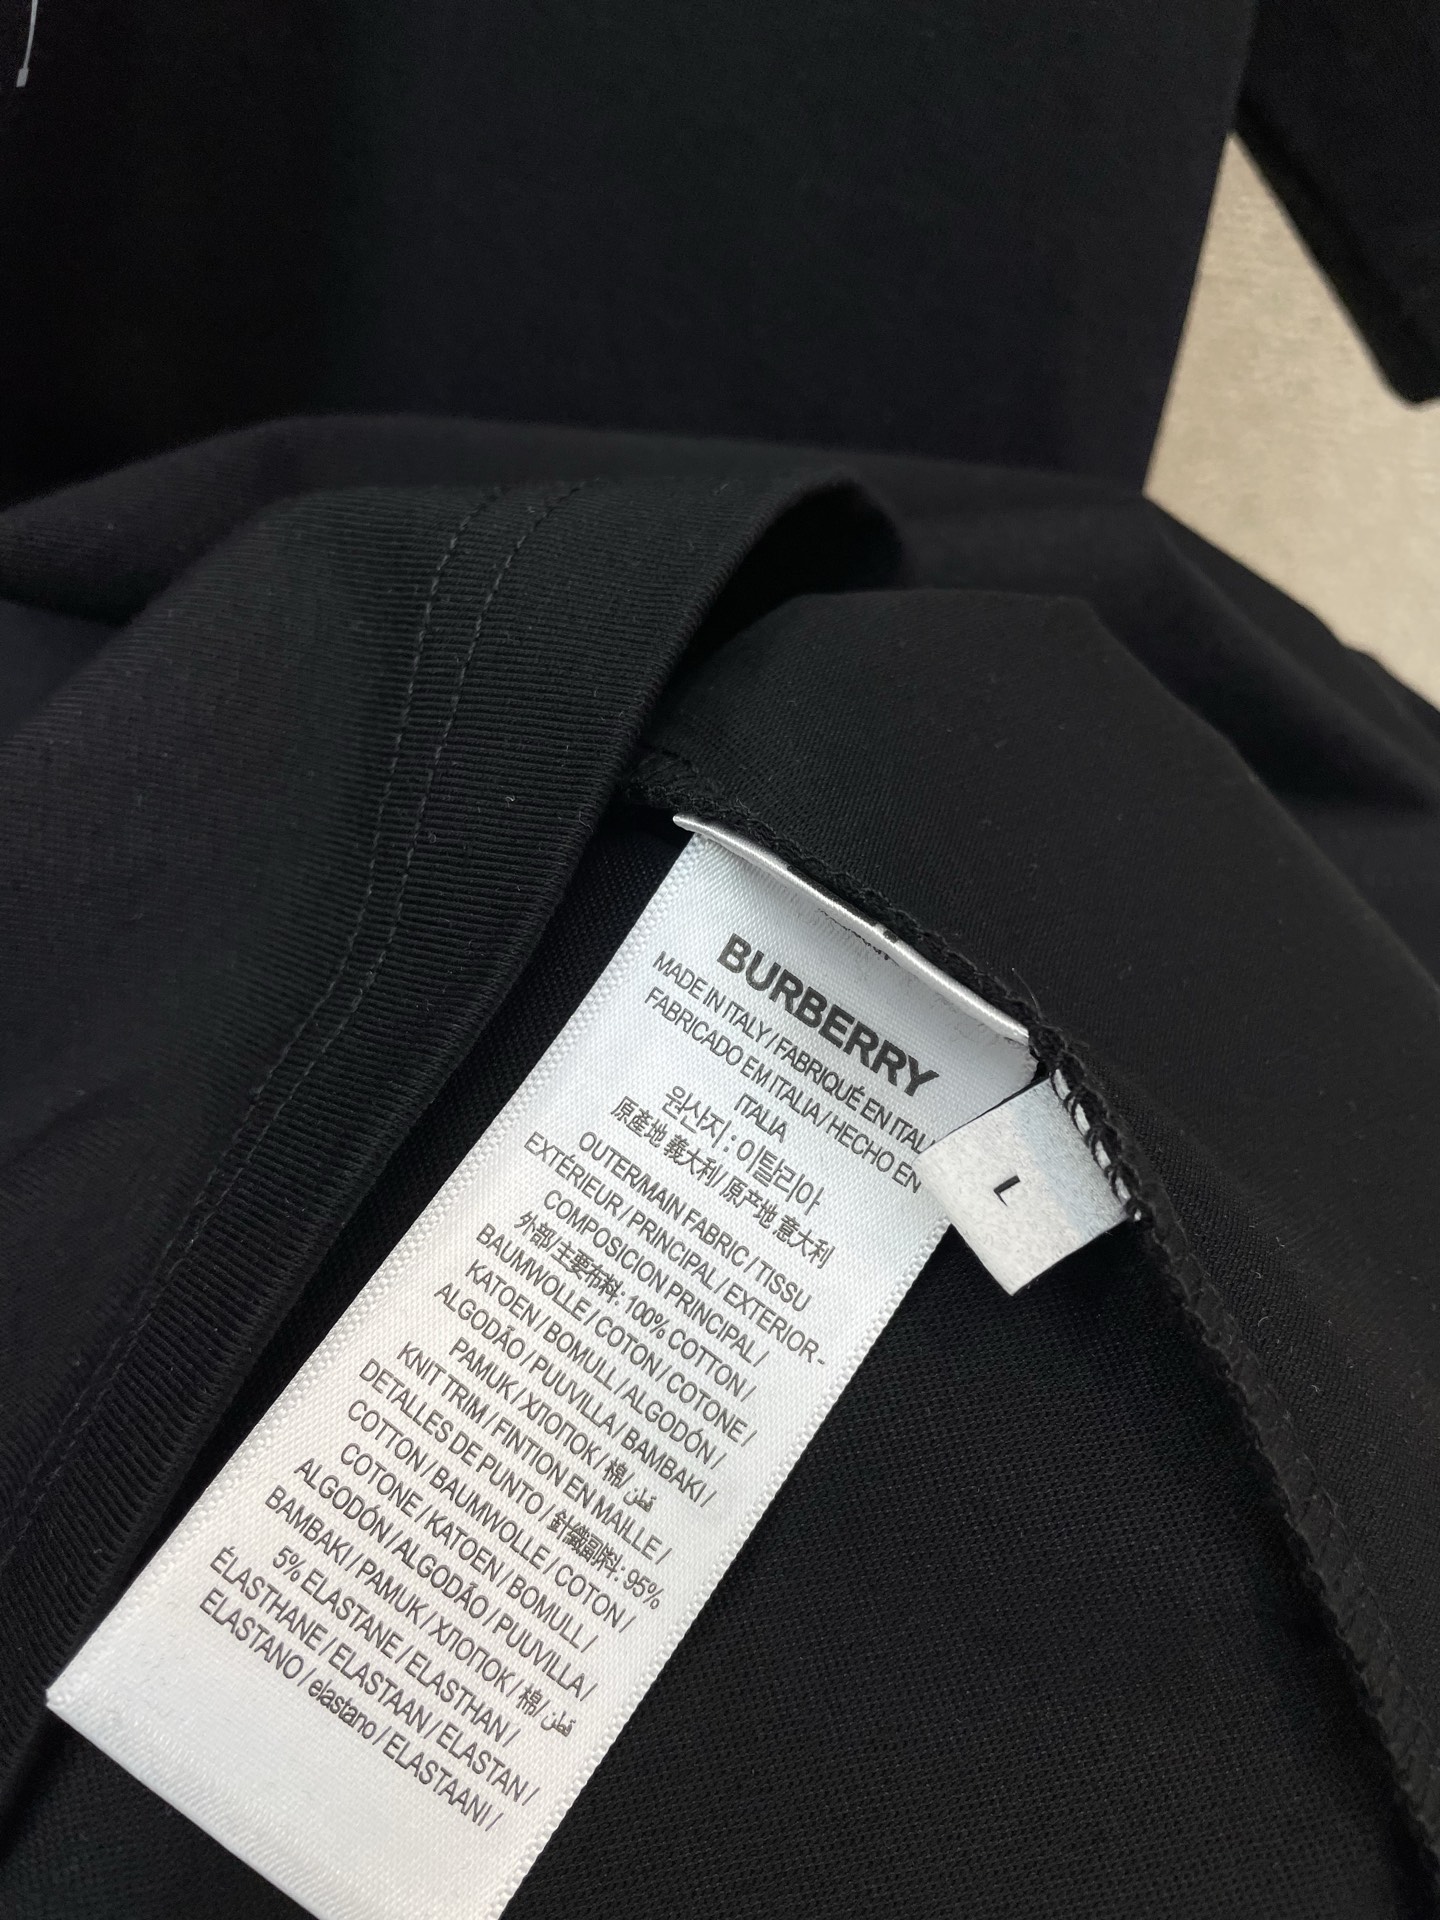 BURBERRY
MADE IN ITALY / FABRIQUÉ EN ITAL
FABRICADO EM ITALIA / HECHO EN
ITALIA
원산지 : 이탈리아
原產地 義大利/ 原产地 意大利
OUTER/MAIN FABRIC / TISSU
EXTÉRIEUR / PRINCIPAL / EXTERIOR -
COMPOSICION PRINCIPAL /
外部/主要布料: 100% COTTON /
BAUMWOLLE / COTON / COTONE /
KATOEN / BOMULL / ALGODÓN /
ALGODÃO / PUUVILLA / BAMBAKI /
PAMUK / ХЛОПОК / 棉/ قطن
KNIT TRIM / FINTION EN MAILLE /
DETALLES DE PUNTO / 針織副料: 95%
COTTON / BAUMWOLLE / COTON /
COTONE / KATOEN / BOMULL /
ALGODÓN / ALGODÃO / PUUVILLA /
BAMBAKI / PAMUK / ХЛОПОК / 棉/ قطن
5% ELASTANE / ELASTHAN /
ÉLASTHANE / ELASTAAN / ELASTAN /
ELASTANO / elastano / ELASTAANI /
L